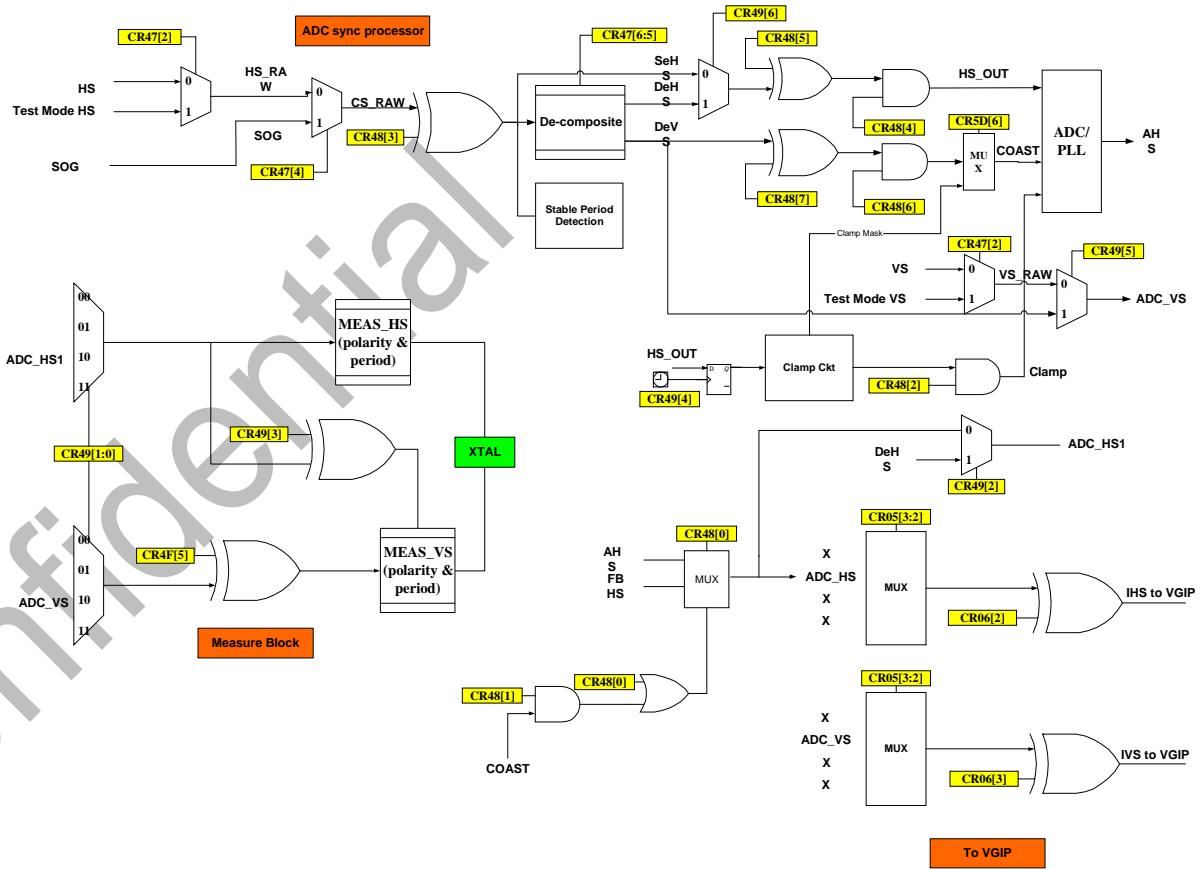 ADC sync processor
CR47[2]
HS
Test Mode HS
0
1
HS_RA
W
SOG
SOG
0
1
CR47[4]
CS_RAW
CR48[3]
CR47[6:5]
De-composite
Stable Period
Detection
SeH
S
DeH
S
DeV
S
CR49[6]
0
1
CR48[5]
CR48[4]
HS_OUT
CR48[7]
CR48[6]
CR5D[6]
MU
X
COAST
ADC/
PLL
AH
S
Clamp Mask
CR47[2]
VS
Test Mode VS
0
1
VS_RAW
CR49[5]
0
1
ADC_VS
HS_OUT
D
Q
CR49[4]
Clamp Ckt
CR48[2]
Clamp
ADC_HS1
00
01
10
11
MEAS_HS
(polarity &
period)
CR49[3]
CR49[1:0]
XTAL
ADC_VS
00
01
10
11
CR4F[5]
MEAS_VS
(polarity &
period)
Measure Block
0
DeH
S
1
CR49[2]
ADC_HS1
CR48[0]
AH
S
FB
HS
MUX
CR48[1]
CR48[0]
COAST
CR05[3:2]
X
ADC_HS
X
X
MUX
CR06[2]
IHS to VGIP
CR05[3:2]
X
ADC_VS
X
X
MUX
CR06[3]
IVS to VGIP
To VGIP
nfidential